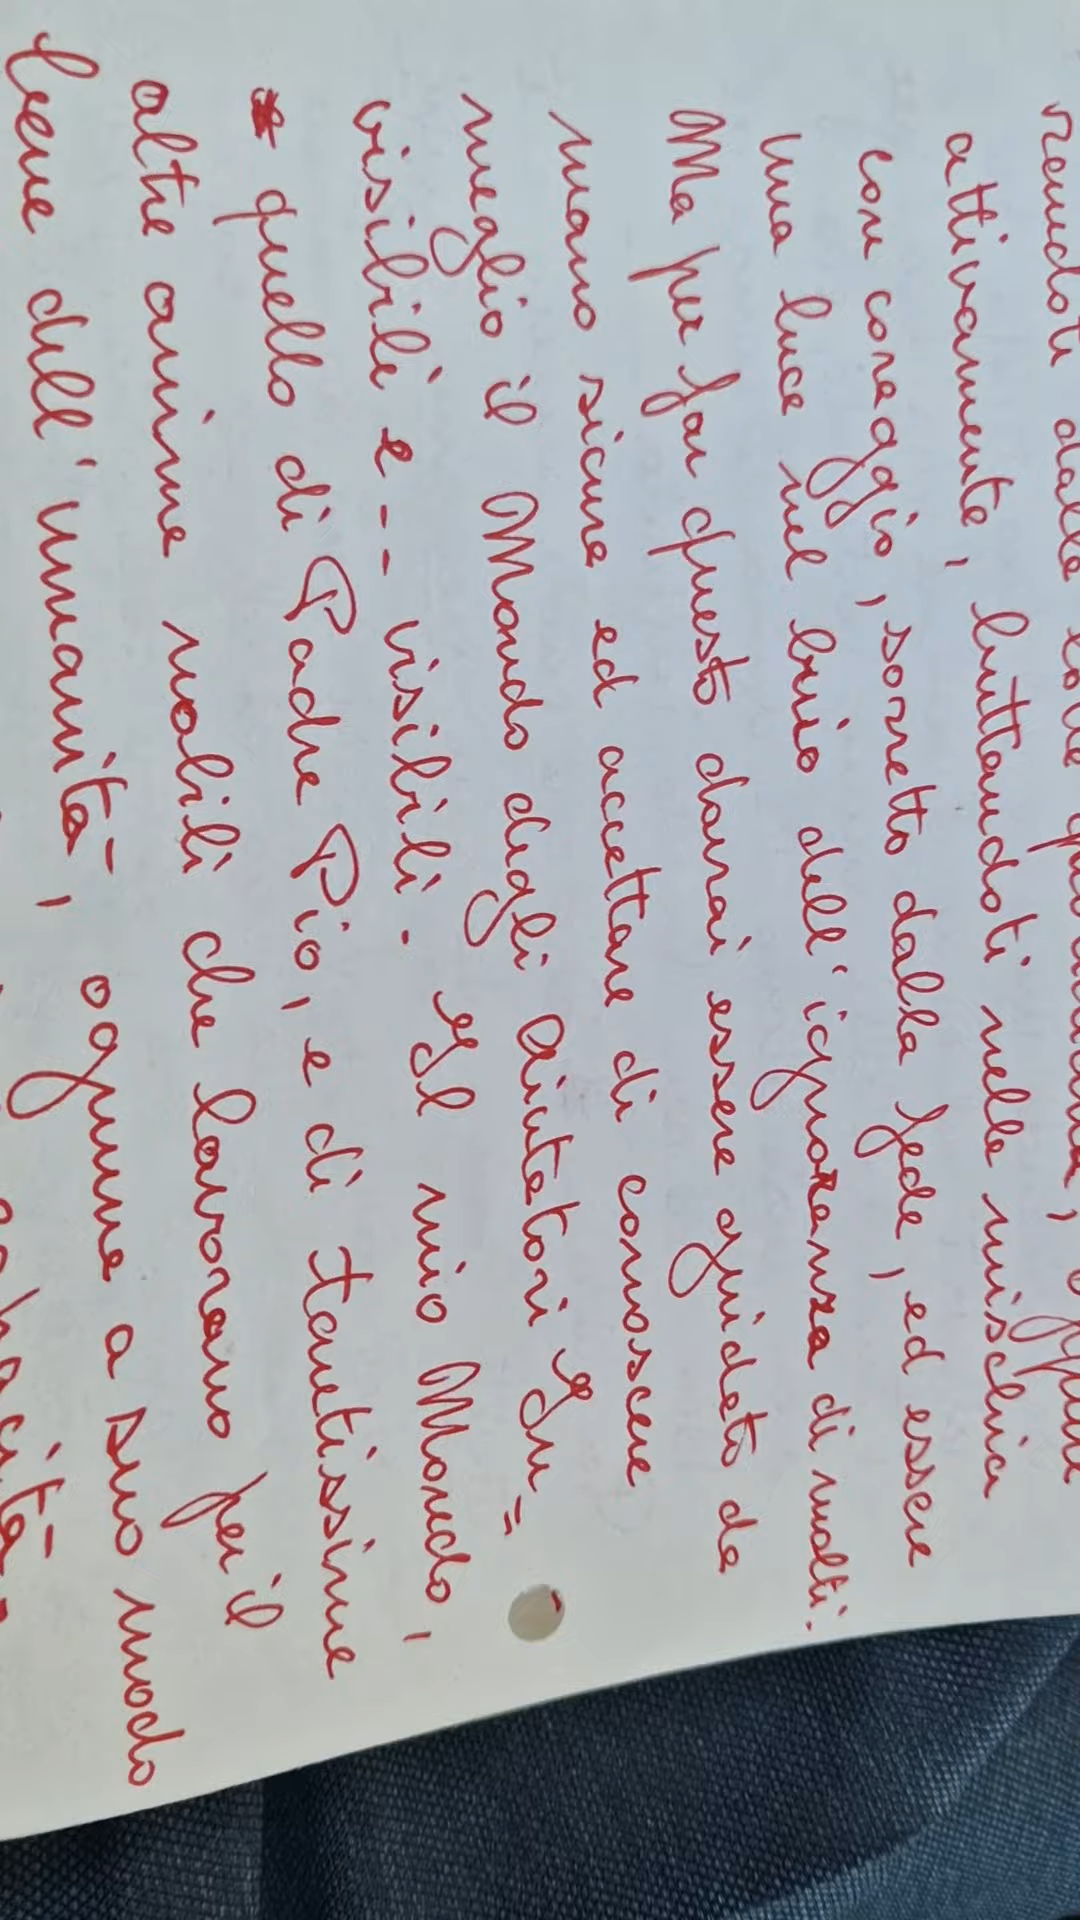 dalle
attivamente, buttandoti nella mischia
con coraggio, sorretto dalla fede, ed essere
una luce nel buio dell'ignoranza di molti.
Ma per far questo dovrai essere guidato da
mano sicura ed accettare di conoscere
meglio il Mondo degli Aiutatori In=
visibili e -- visibili. Il mio Mondo,
quello di Padre Pio, e di tantissime
altre anime nobili che lavorano per il
bene dell'umanità, ognuna a suo modo